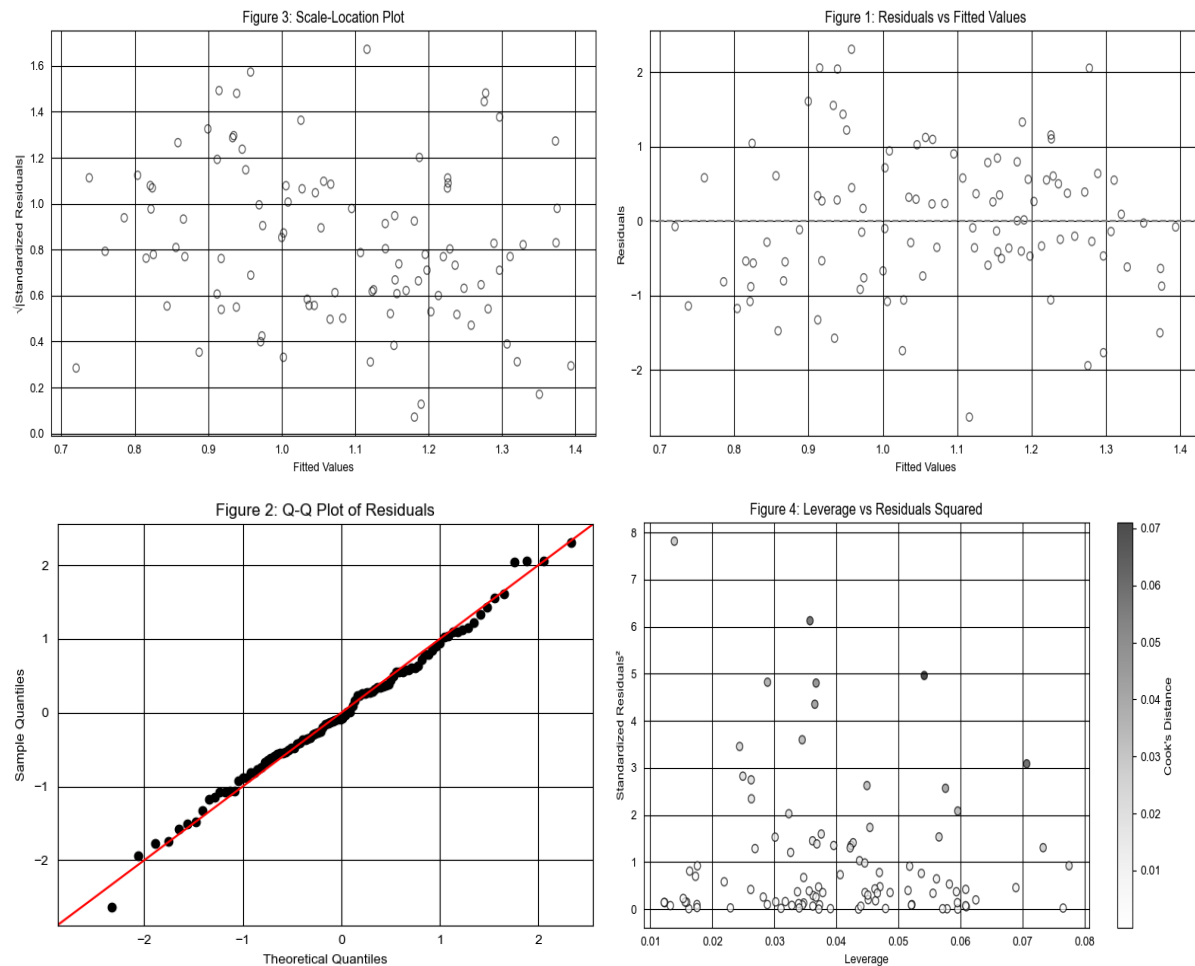 Figure 3: Scale-Location Plot
1.6
1.4
1.2
1.0
0.8
0.6
0.4
0.2
0.0
√|Standardized Residuals|
0.7 0.8 0.9 1.0 1.1 1.2 1.3 1.4
Fitted Values
Figure 1: Residuals vs Fitted Values
2
1
0
−1
−2
Residuals
0.7 0.8 0.9 1.0 1.1 1.2 1.3 1.4
Fitted Values
Figure 2: Q-Q Plot of Residuals
2
1
0
−1
−2
Sample Quantiles
−2 −1 0 1 2
Theoretical Quantiles
Figure 4: Leverage vs Residuals Squared
8
7
6
5
4
3
2
1
0
Standardized Residuals²
0.01 0.02 0.03 0.04 0.05 0.06 0.07 0.08
Leverage
0.07
0.06
0.05
0.04
0.03
0.02
0.01
Cook's Distance